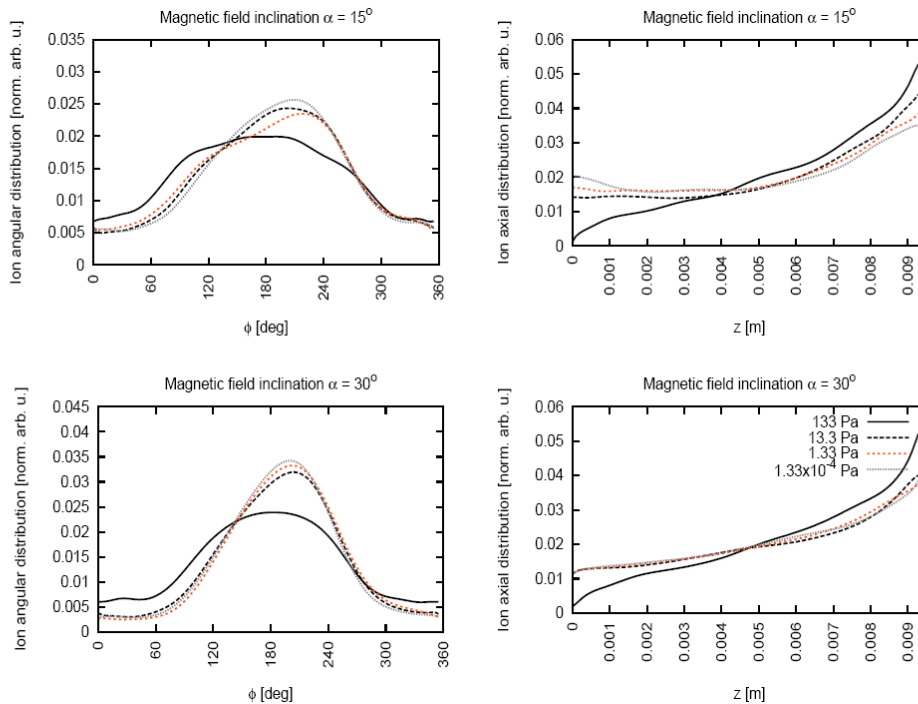 Magnetic field inclination α = 15°
Ion angular distribution [norm. arb. u.]
0.035
0.03
0.025
0.02
0.015
0.01
0.005
0
0 60 120 180 240 300 360
ϕ [deg]
Magnetic field inclination α = 15°
Ion axial distribution [norm. arb. u.]
0.06
0.05
0.04
0.03
0.02
0.01
0
0 0.001 0.002 0.003 0.004 0.005 0.006 0.007 0.008 0.009
z [m]
Magnetic field inclination α = 30°
Ion angular distribution [norm. arb. u.]
0.045
0.04
0.035
0.03
0.025
0.02
0.015
0.01
0.005
0
0 60 120 180 240 300 360
ϕ [deg]
Magnetic field inclination α = 30°
Ion axial distribution [norm. arb. u.]
0.06
0.05
0.04
0.03
0.02
0.01
0
133 Pa
13.3 Pa
1.33 Pa
1.33x10⁻⁴ Pa
0 0.001 0.002 0.003 0.004 0.005 0.006 0.007 0.008 0.009
z [m]